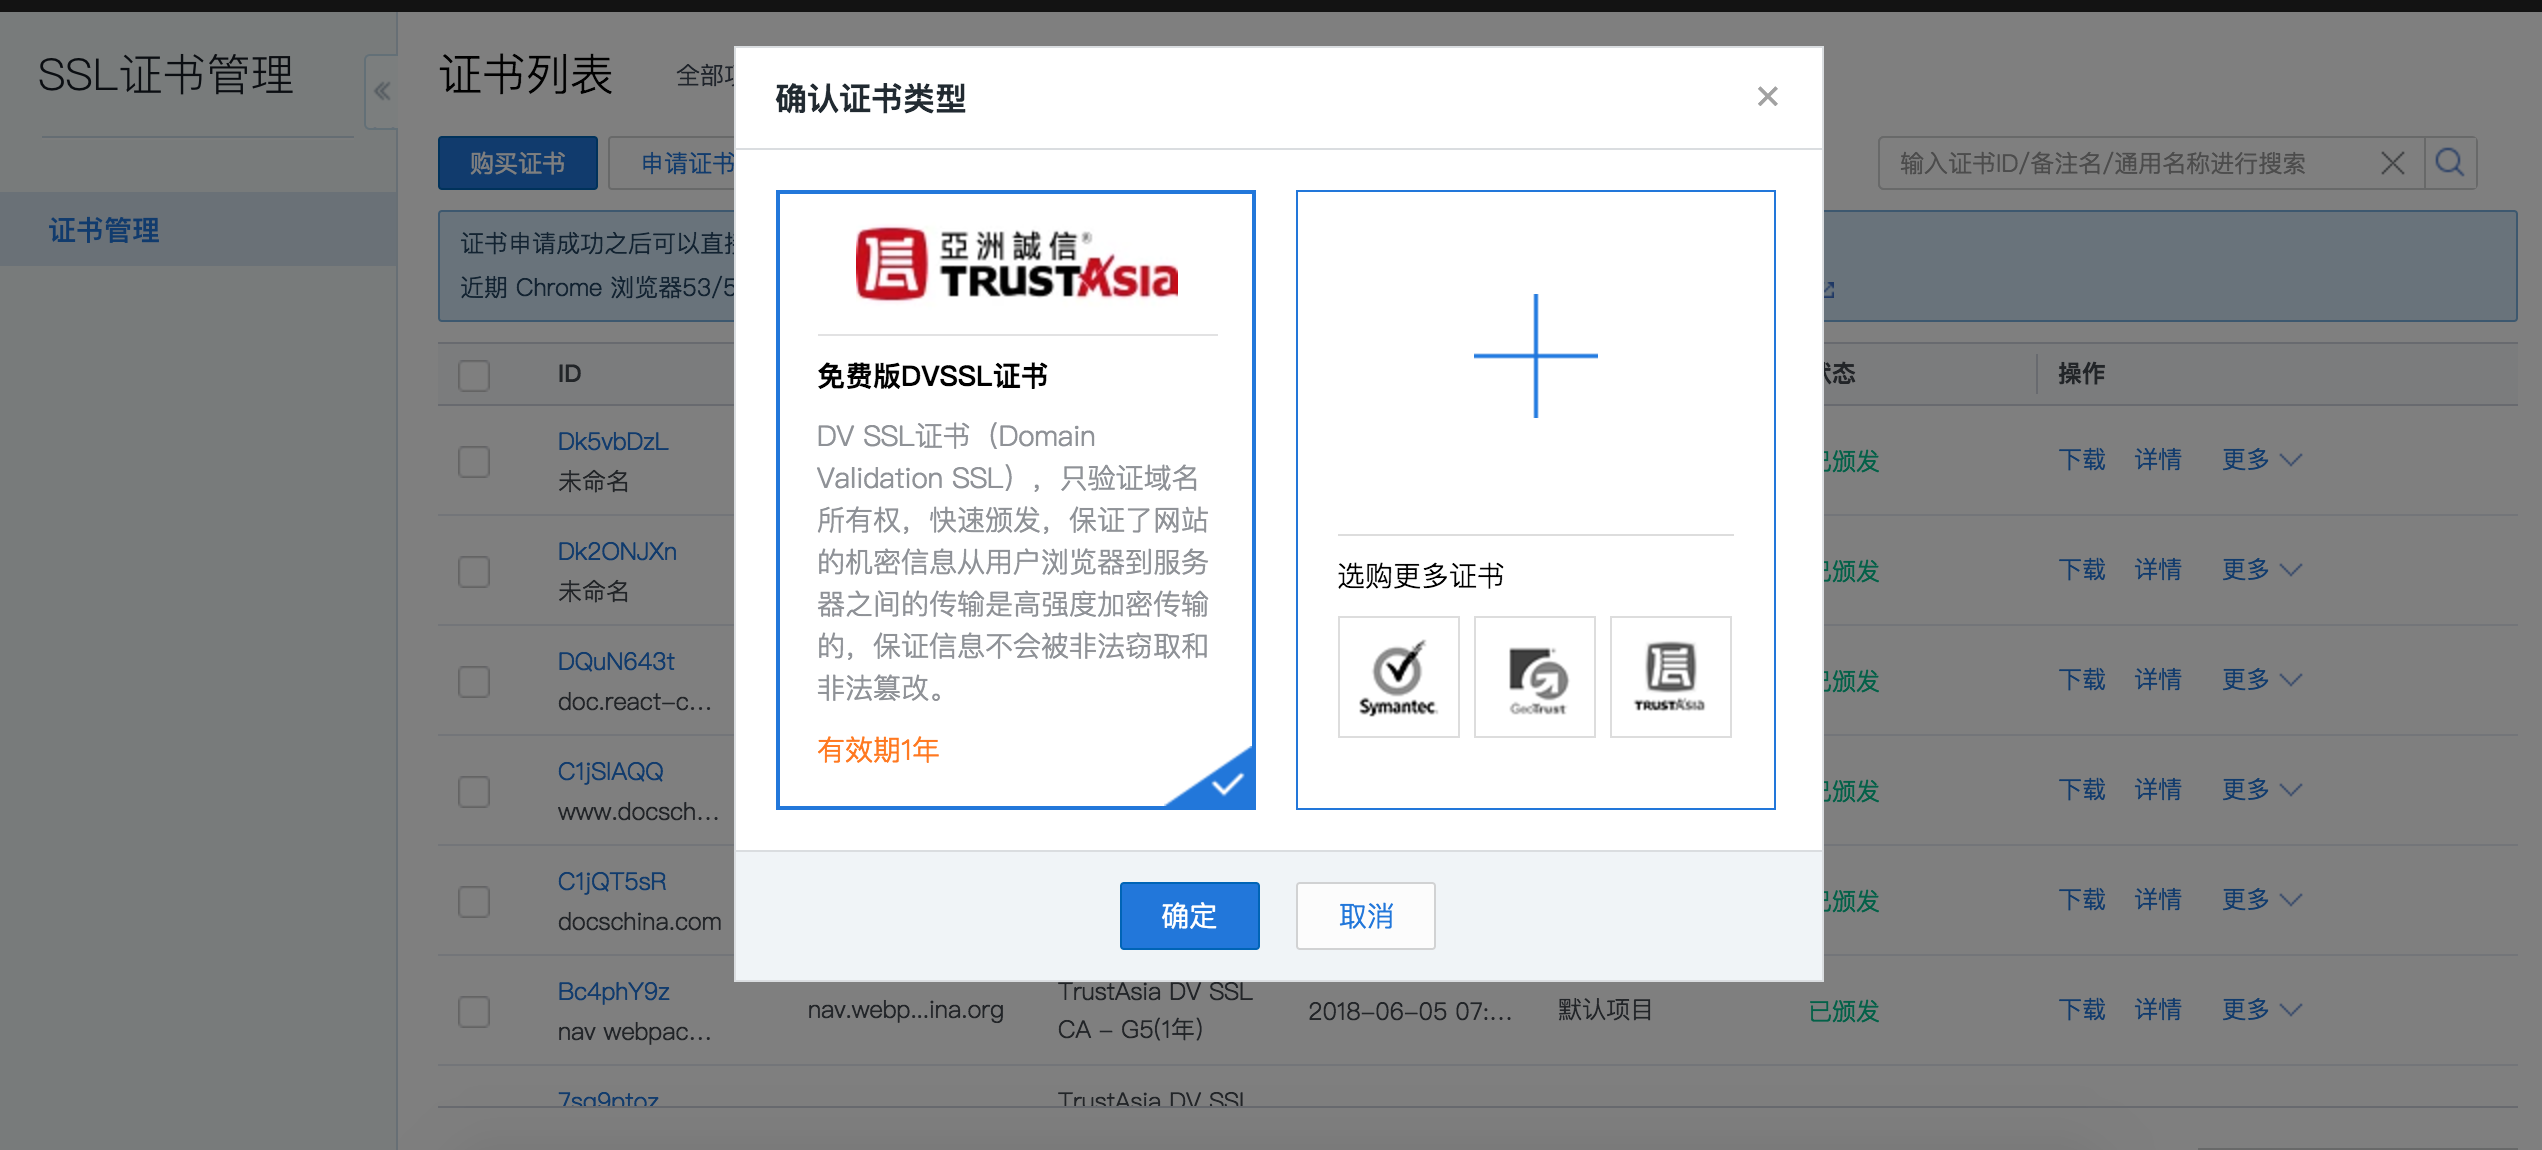 SSL证书管理
证书管理
证书列表
全部
购买证书
申请证书
输入证书ID/备注名/通用名称进行搜索
证书申请成功之后可以直
近期 Chrome 浏览器53/5
ID
态
操作
Dk5vbDzL
未命名
颁发
下载 详情 更多
Dk2ONJXn
未命名
颁发
下载 详情 更多
DQuN643t
doc.react-c...
颁发
下载 详情 更多
C1jSlAQQ
www.docsch...
颁发
下载 详情 更多
C1jQT5sR
docschina.com
颁发
下载 详情 更多
Bc4phY9z
nav webpac...
nav.webp...ina.org
TrustAsia DV SSL
CA - G5(1年)
2018-06-05 07:...
默认项目
已颁发
下载 详情 更多
7sg9ptoz
TrustAsia DV SSL
确认证书类型
亞洲誠信®
TRUSTAsia
免费版DVSSL证书
DV SSL证书（Domain
Validation SSL），只验证域名
所有权，快速颁发，保证了网站
的机密信息从用户浏览器到服务
器之间的传输是高强度加密传输
的，保证信息不会被非法窃取和
非法篡改。
有效期1年
选购更多证书
Symantec.
GeoTrust
TRUSTAsia
确定
取消